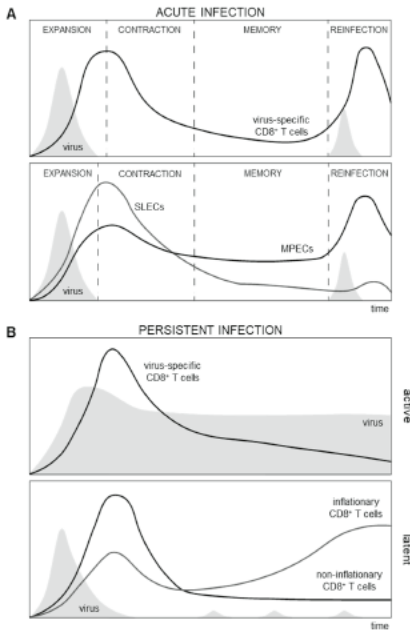 A
ACUTE INFECTION
EXPANSION CONTRACTION MEMORY REINFECTION
virus-specific
CD8+ T cells
virus
EXPANSION CONTRACTION MEMORY REINFECTION
SLECs
MPECs
virus
time
B
PERSISTENT INFECTION
virus-specific
CD8+ T cells
virus
active
inflationary
CD8+ T cells
non-inflationary
CD8+ T cells
virus
latent
time